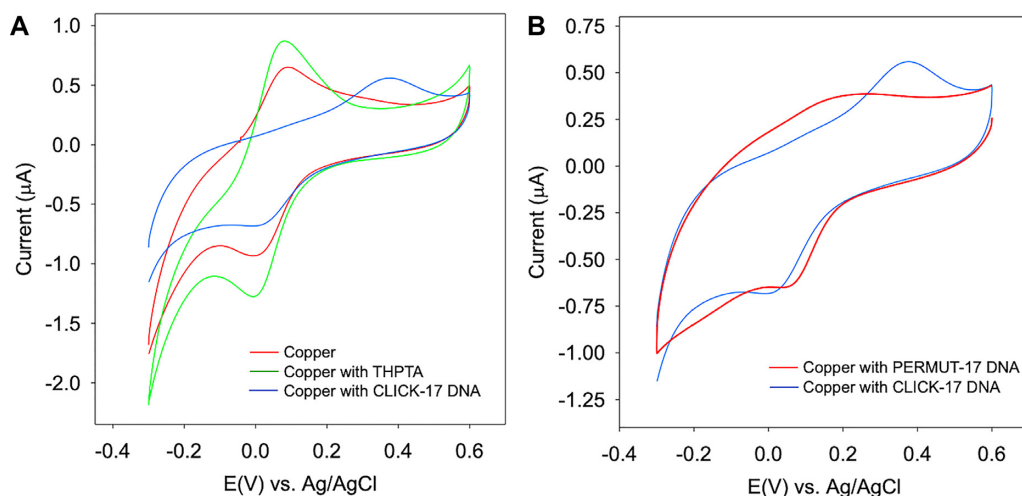 A
Current (μA)
1.0
0.5
0.0
-0.5
-1.0
-1.5
-2.0
Copper
Copper with THPTA
Copper with CLICK-17 DNA
-0.4 -0.2 0.0 0.2 0.4 0.6
E(V) vs. Ag/AgCl
B
Current (μA)
0.75
0.50
0.25
0.00
-0.25
-0.50
-0.75
-1.00
-1.25
Copper with PERMUT-17 DNA
Copper with CLICK-17 DNA
-0.4 -0.2 0.0 0.2 0.4 0.6
E(V) vs. Ag/AgCl